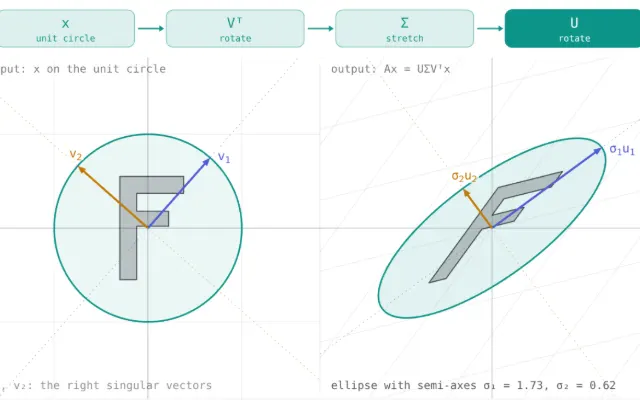 x
unit circle
Vᵀ
rotate
Σ
stretch
U
rotate
put: x on the unit circle
output: Ax = UΣVᵀx
v₂
v₁
σ₂u₂
σ₁u₁
, v₂: the right singular vectors
ellipse with semi-axes σ₁ = 1.73, σ₂ = 0.62